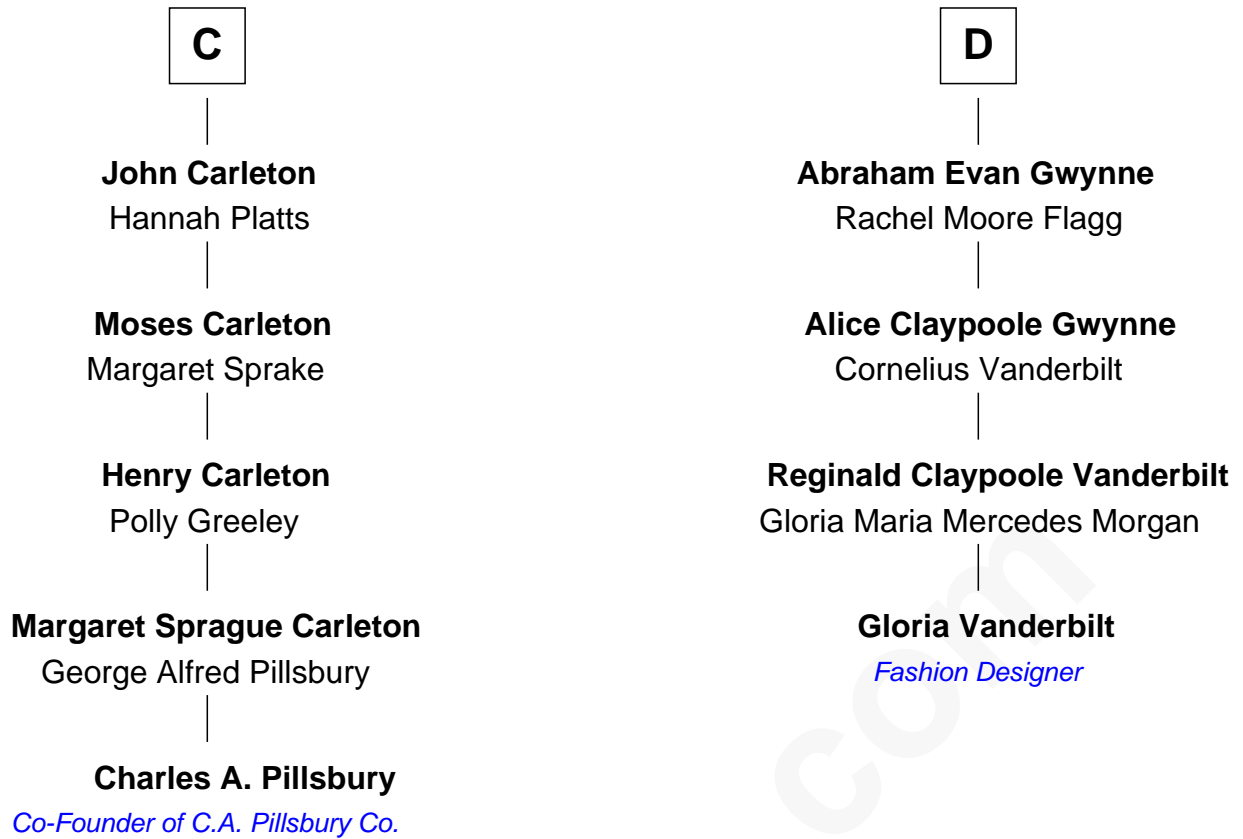 C
John Carleton
Hannah Platts
Moses Carleton
Margaret Sprake
Henry Carleton
Polly Greeley
Margaret Sprague Carleton
George Alfred Pillsbury
Charles A. Pillsbury
Co-Founder of C.A. Pillsbury Co.
D
Abraham Evan Gwynne
Rachel Moore Flagg
Alice Claypoole Gwynne
Cornelius Vanderbilt
Reginald Claypoole Vanderbilt
Gloria Maria Mercedes Morgan
Gloria Vanderbilt
Fashion Designer
com